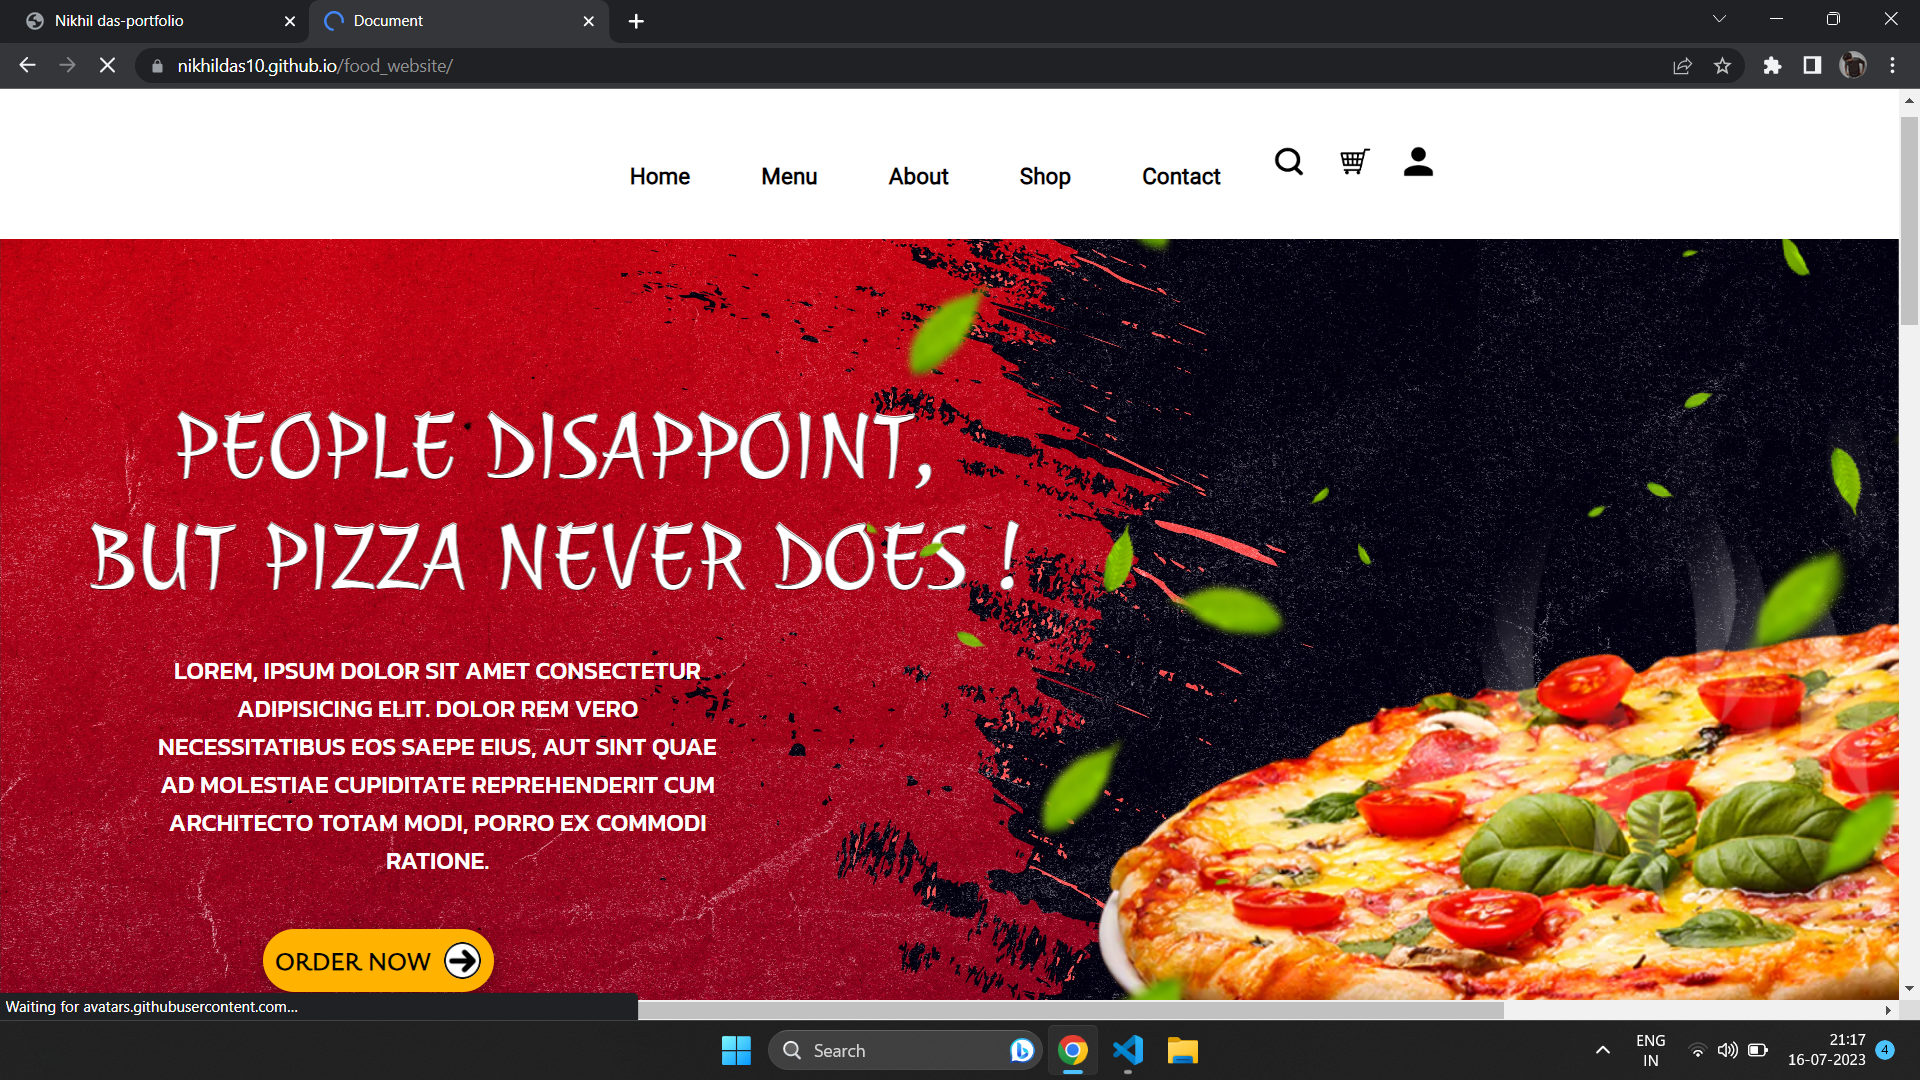 Nikhil das-portfolio
Document
nikhildas10.github.io/food_website/
Home Menu About Shop Contact
PEOPLE DISAPPOINT,
BUT PIZZA NEVER DOES !
LOREM, IPSUM DOLOR SIT AMET CONSECTETUR
ADIPISICING ELIT. DOLOR REM VERO
NECESSITATIBUS EOS SAEPE EIUS, AUT SINT QUAE
AD MOLESTIAE CUPIDITATE REPREHENDERIT CUM
ARCHITECTO TOTAM MODI, PORRO EX COMMODI
RATIONE.
ORDER NOW
Waiting for avatars.githubusercontent.com...
Search
ENG
IN
21:17
16-07-2023
4